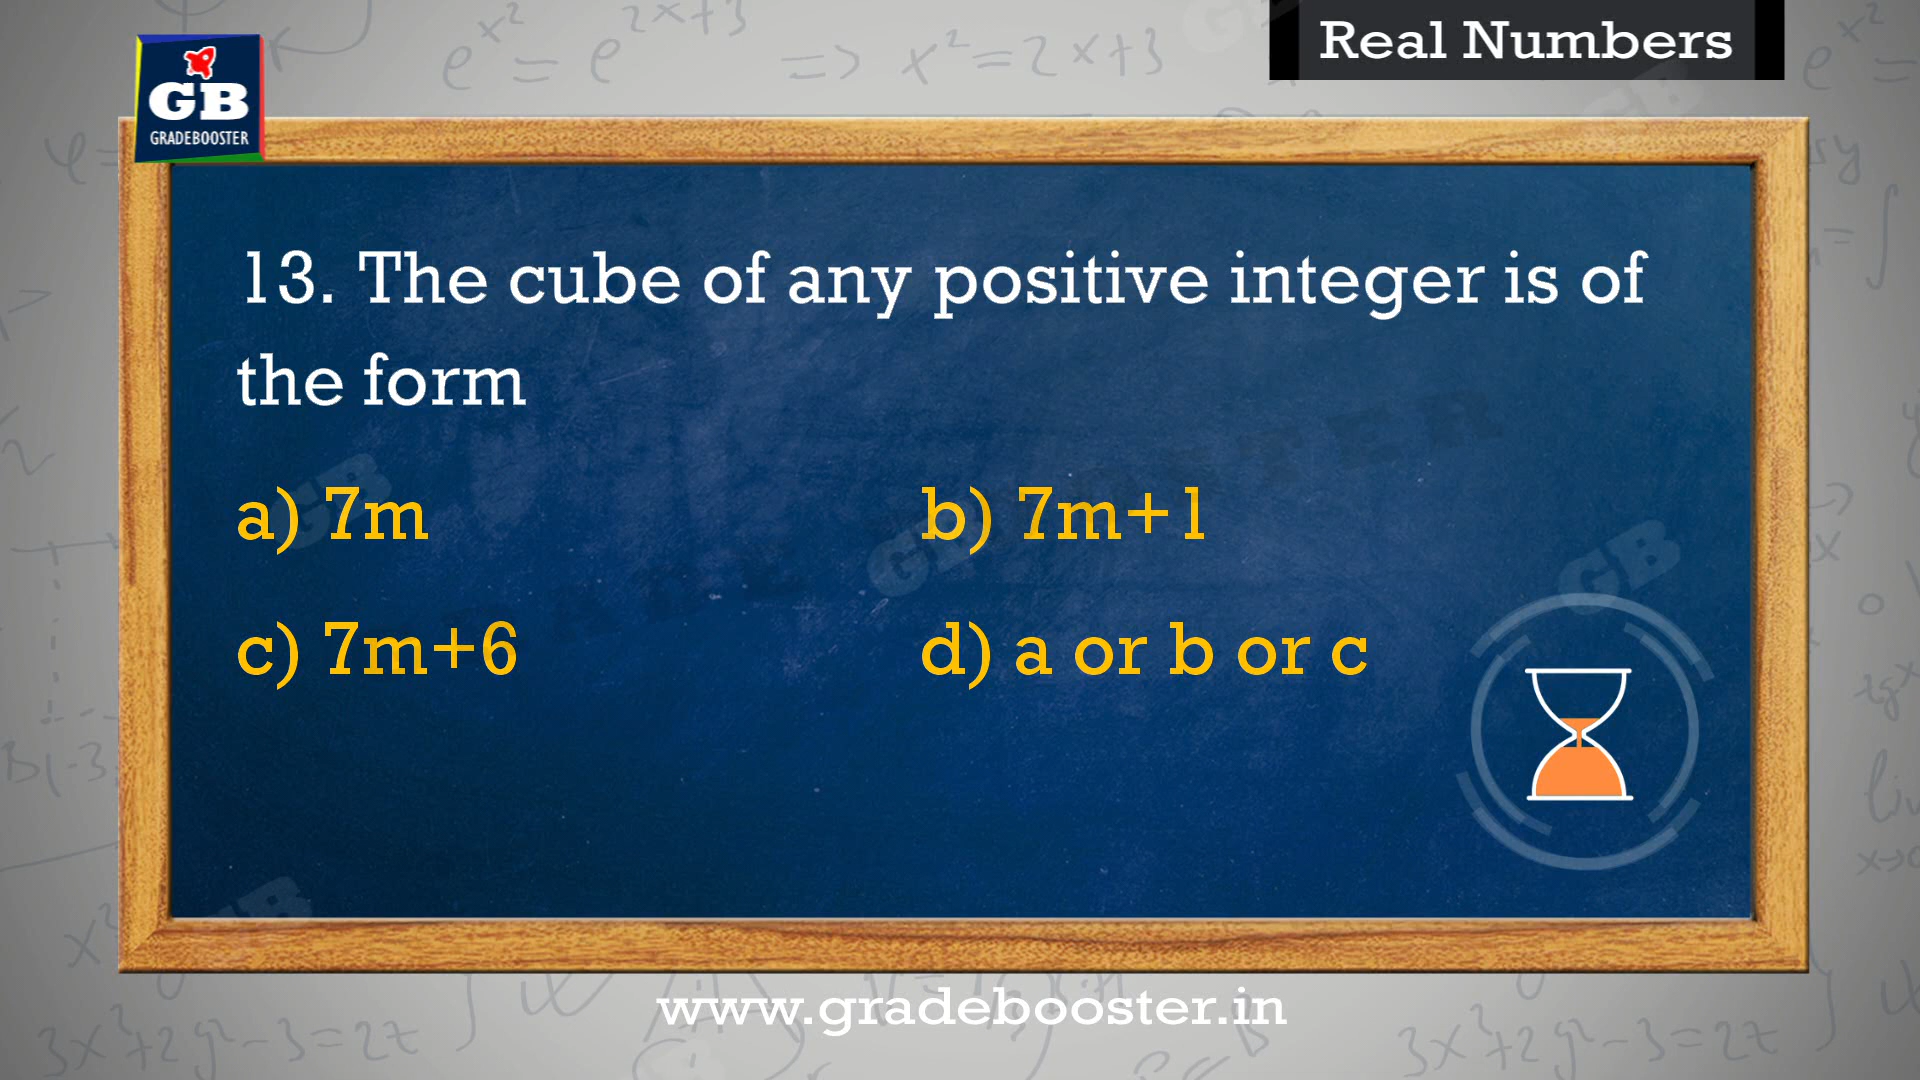 Real Numbers
GB
GRADEBOOSTER
13. The cube of any positive integer is of
the form
a) 7m
b) 7m+1
c) 7m+6
d) a or b or c
www.gradebooster.in